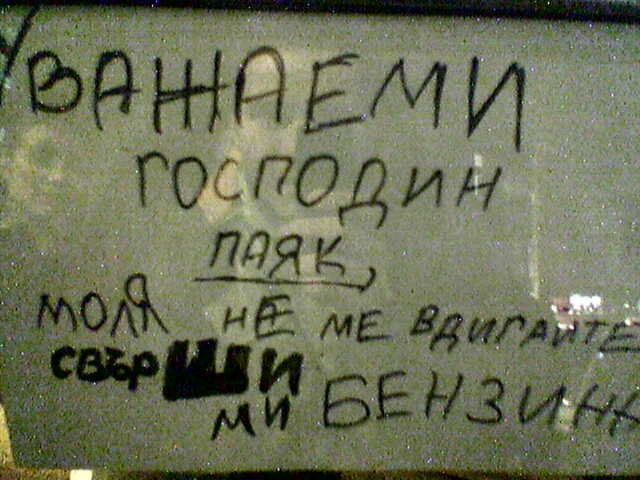 УВАЖАЕМИ
ГОСПОДИН
ПАЯК,
МОЛЯ НЕ МЕ ВДИГАЙТЕ
СВЪРШИ
МИ БЕНЗИНА